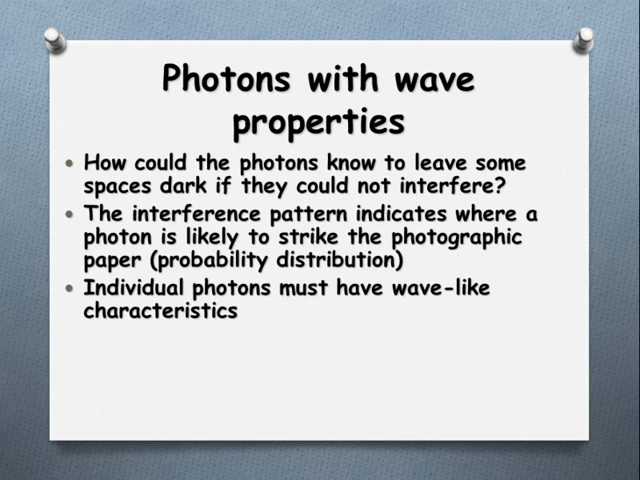 Photons with wave
properties
• How could the photons know to leave some
spaces dark if they could not interfere?
• The interference pattern indicates where a
photon is likely to strike the photographic
paper (probability distribution)
• Individual photons must have wave-like
characteristics